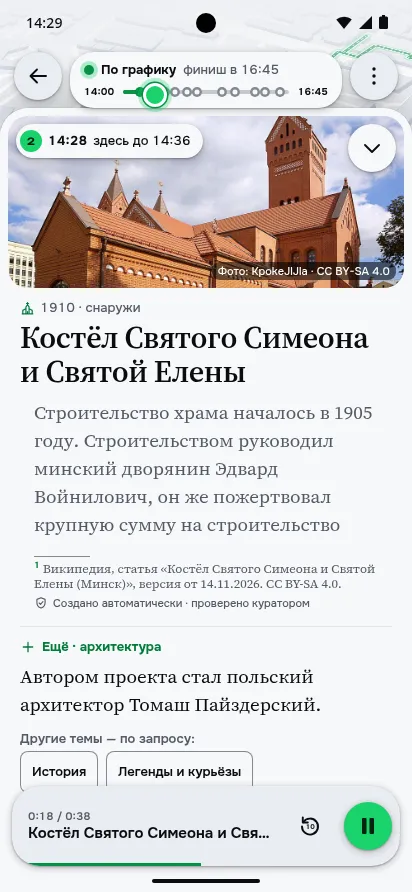 14:29
По графику финиш в 16:45
14:00 16:45
2 14:28 здесь до 14:36
Фото: KpokeJlJla · CC BY-SA 4.0
1910 · снаружи
Костёл Святого Симеона
и Святой Елены
Строительство храма началось в 1905
году. Строительством руководил
минский дворянин Эдвард
Войнилович, он же пожертвовал
крупную сумму на строительство
1 Википедия, статья «Костёл Святого Симеона и Святой
Елены (Минск)», версия от 14.11.2026. CC BY-SA 4.0.
Создано автоматически · проверено куратором
+ Ещё · архитектура
Автором проекта стал польский
архитектор Томаш Пайздерский.
Другие темы — по запросу:
История Легенды и курьёзы
0:18 / 0:38
Костёл Святого Симеона и Свя...
10